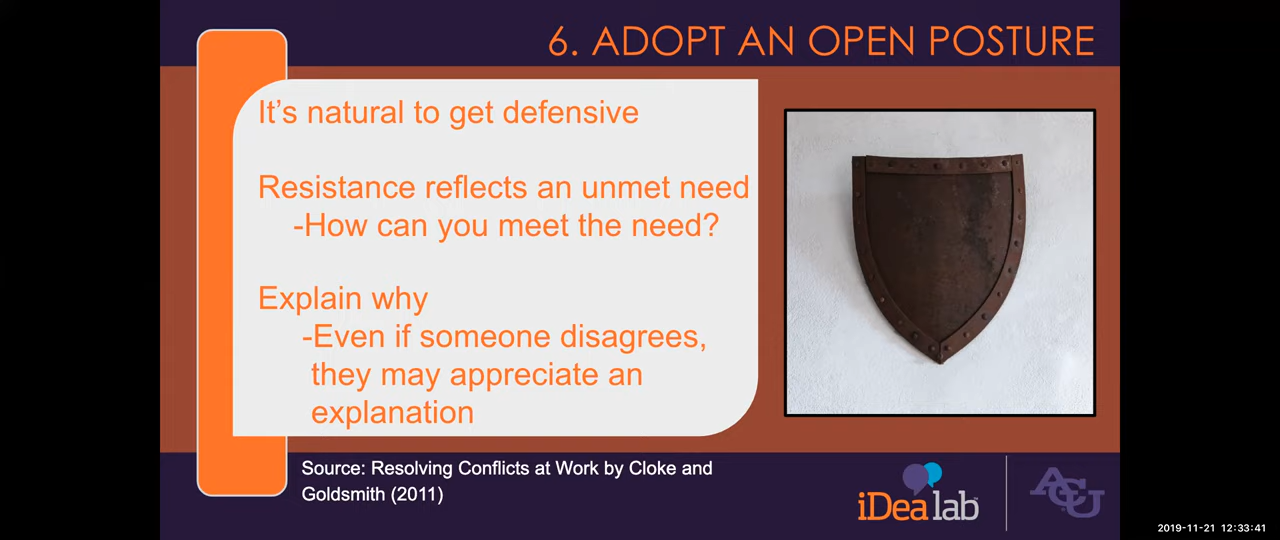 6. ADOPT AN OPEN POSTURE
It’s natural to get defensive
Resistance reflects an unmet need
-How can you meet the need?
Explain why
-Even if someone disagrees,
they may appreciate an
explanation
Source: Resolving Conflicts at Work by Cloke and
Goldsmith (2011)
iDea lab
ACU
2019-11-21 12:33:41